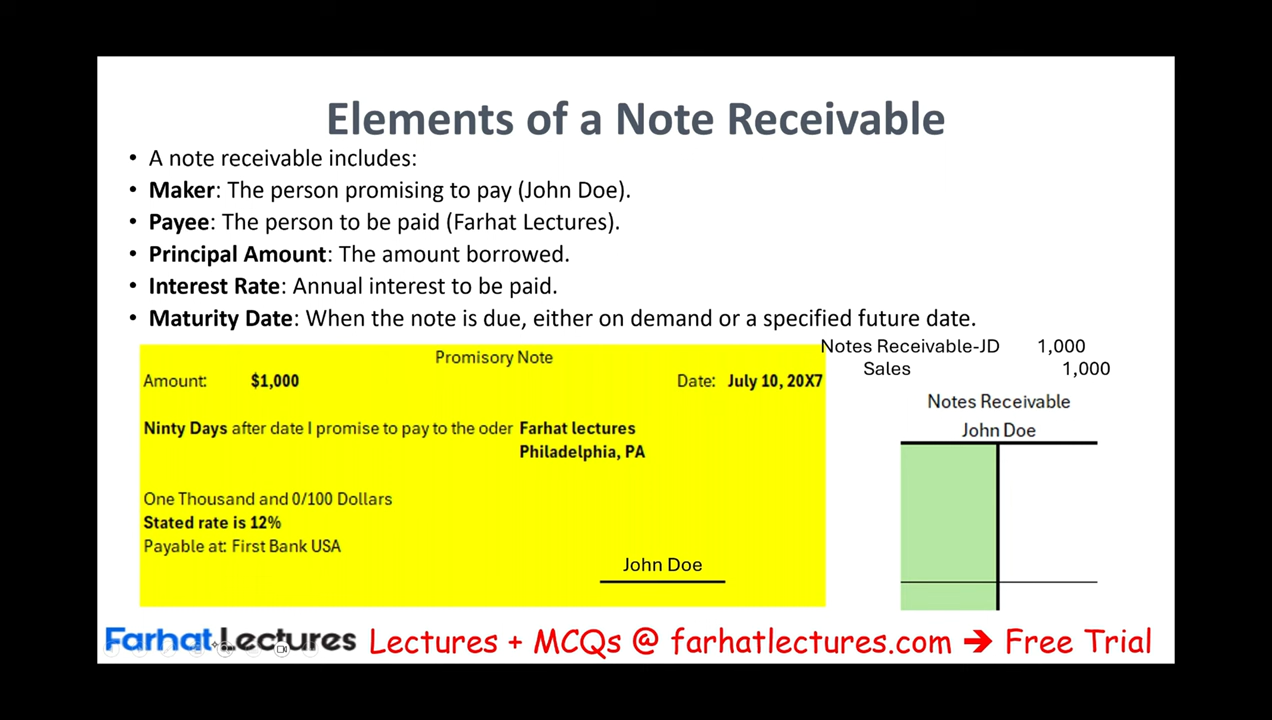 Elements of a Note Receivable
• A note receivable includes:
• Maker: The person promising to pay (John Doe).
• Payee: The person to be paid (Farhat Lectures).
• Principal Amount: The amount borrowed.
• Interest Rate: Annual interest to be paid.
• Maturity Date: When the note is due, either on demand or a specified future date.
Promisory Note
Amount: $1,000 Date: July 10, 20X7
Ninty Days after date I promise to pay to the oder Farhat lectures
Philadelphia, PA
One Thousand and 0/100 Dollars
Stated rate is 12%
Payable at: First Bank USA
John Doe
Notes Receivable-JD 1,000
Sales 1,000
Notes Receivable
John Doe
Farhat Lectures Lectures + MCQs @ farhatlectures.com → Free Trial